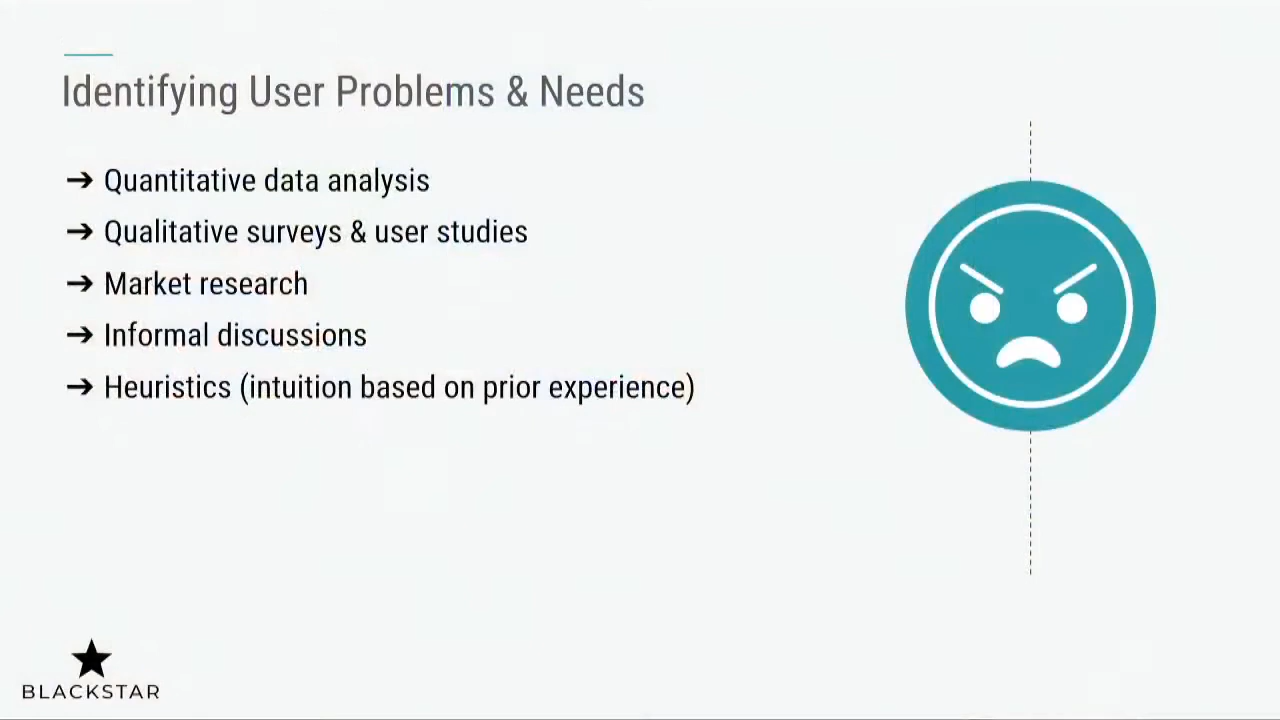 Identifying User Problems & Needs
➔ Quantitative data analysis
➔ Qualitative surveys & user studies
➔ Market research
➔ Informal discussions
➔ Heuristics (intuition based on prior experience)
BLACKSTAR